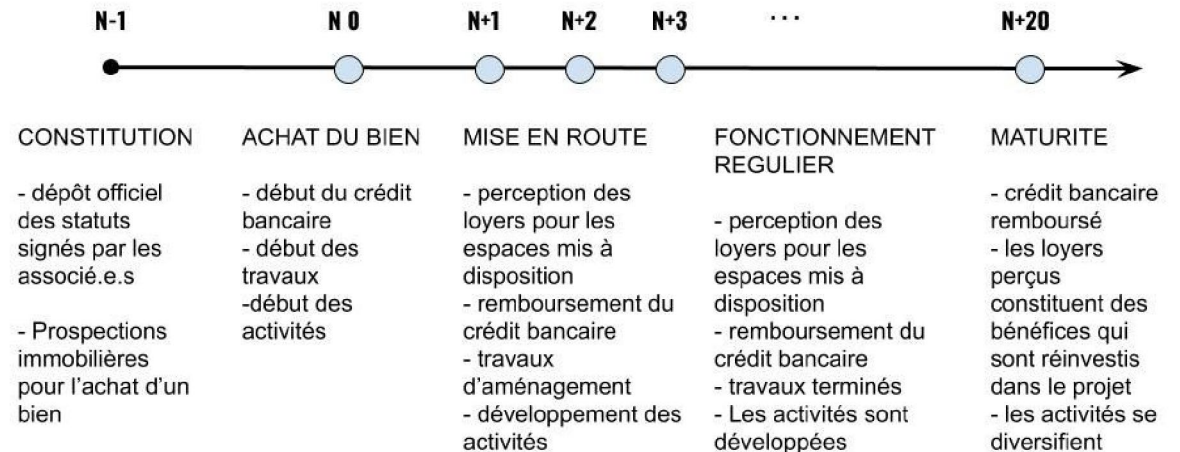 N-1 N 0 N+1 N+2 N+3 ... N+20
CONSTITUTION
- dépôt officiel
des statuts
signés par les
associé.e.s
- Prospections
immobilières
pour l'achat d'un
bien
ACHAT DU BIEN
- début du crédit
bancaire
- début des
travaux
-début des
activités
MISE EN ROUTE
- perception des
loyers pour les
espaces mis à
disposition
- remboursement du
crédit bancaire
- travaux
d'aménagement
- développement des
activités
FONCTIONNEMENT
REGULIER
- perception des
loyers pour les
espaces mis à
disposition
- remboursement du
crédit bancaire
- travaux terminés
- Les activités sont
développées
MATURITE
- crédit bancaire
remboursé
- les loyers
perçus
constituent des
bénéfices qui
sont réinvestis
dans le projet
- les activités se
diversifient